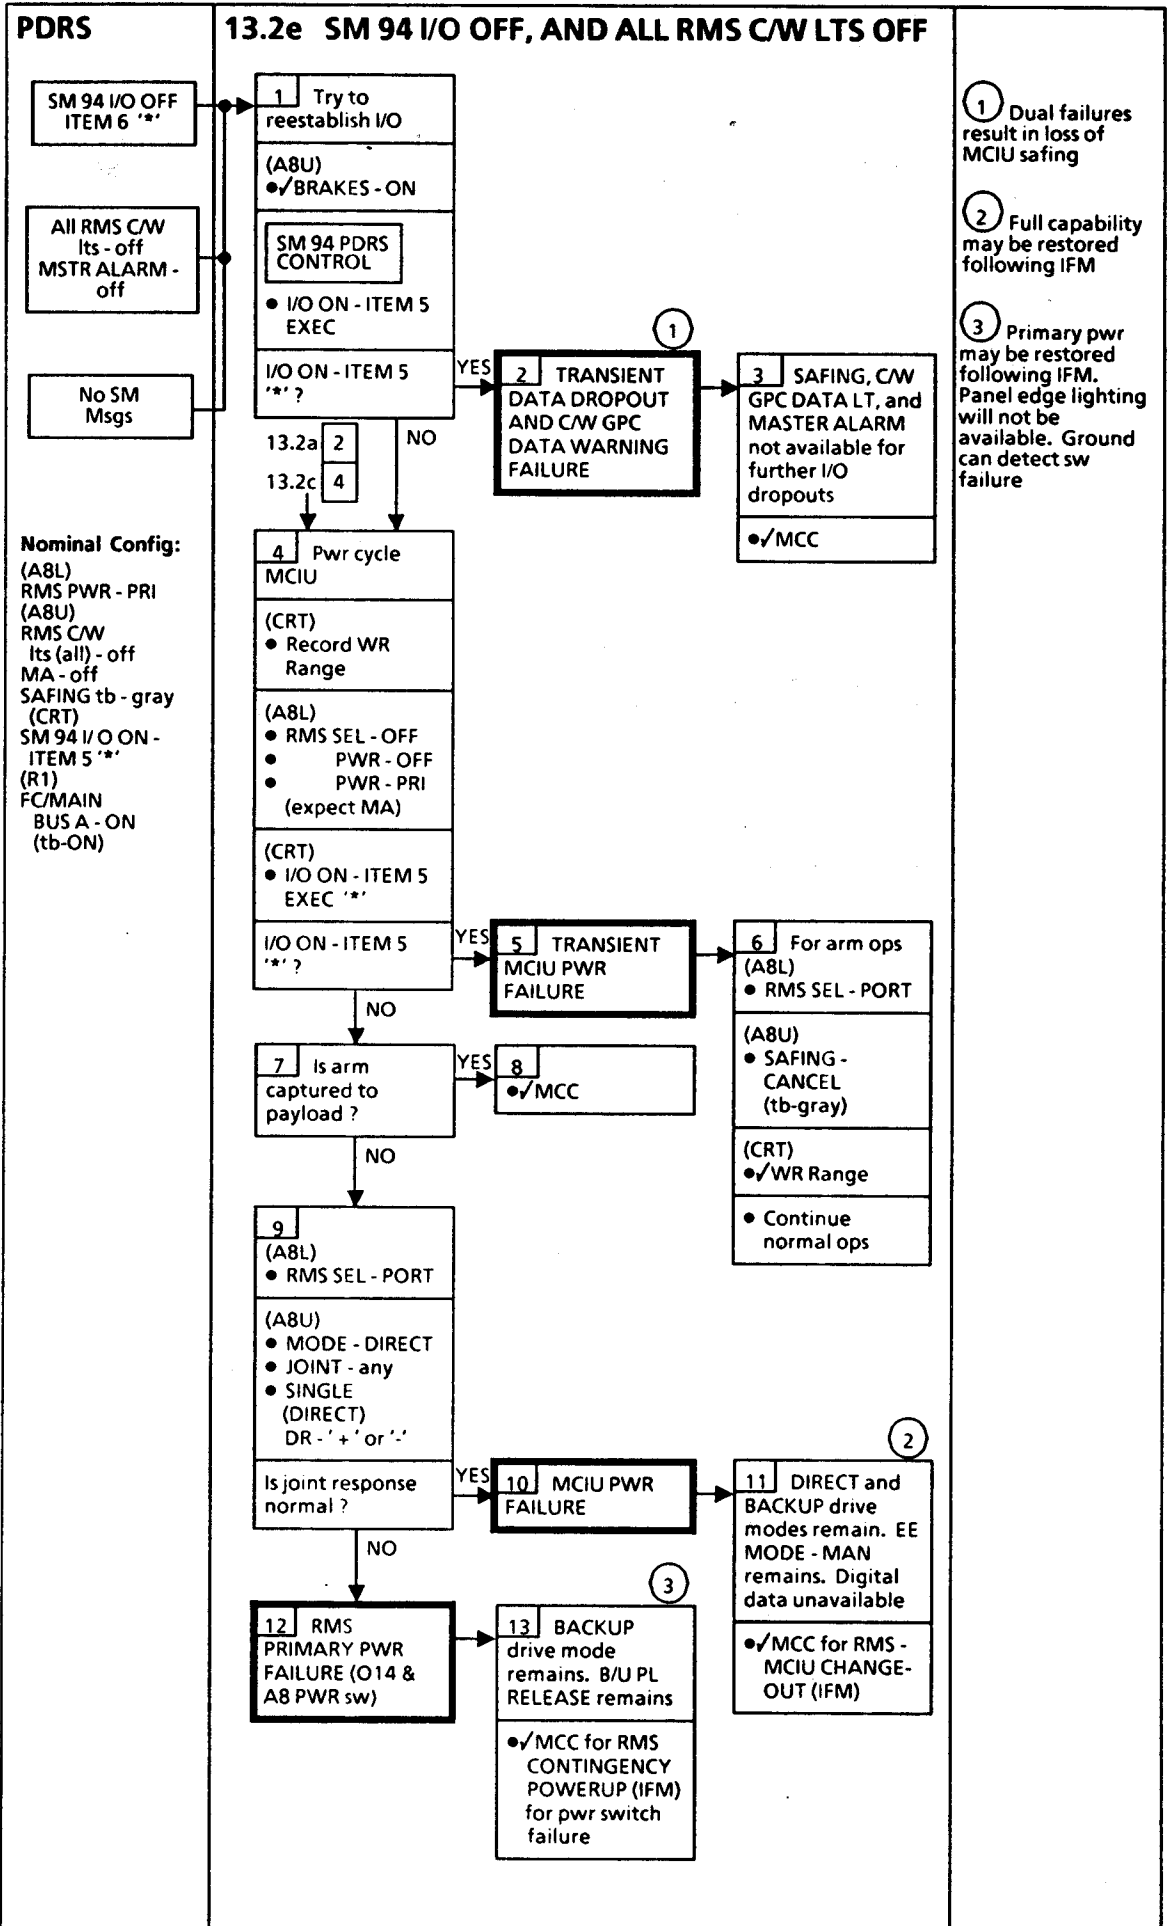 PDRS
13.2e SM 94 I/O OFF, AND ALL RMS C/W LTS OFF
SM 94 I/O OFF
ITEM 6 '*'
All RMS C/W
lts - off
MSTR ALARM -
off
No SM
Msgs
Nominal Config:
(A8L)
RMS PWR - PRI
(A8U)
RMS C/W
lts (all) - off
MA - off
SAFING tb - gray
(CRT)
SM 94 I/O ON -
ITEM 5 '*'
(R1)
FC/MAIN
BUS A - ON
(tb-ON)
1 Try to
reestablish I/O
(A8U)
●√BRAKES - ON
SM 94 PDRS
CONTROL
● I/O ON - ITEM 5
EXEC
I/O ON - ITEM 5
'*' ?
YES
NO
13.2a 2
13.2c 4
1
2 TRANSIENT
DATA DROPOUT
AND C/W GPC
DATA WARNING
FAILURE
3 SAFING, C/W
GPC DATA LT, and
MASTER ALARM
not available for
further I/O
dropouts
●√MCC
4 Pwr cycle
MCIU
(CRT)
● Record WR
Range
(A8L)
● RMS SEL - OFF
● PWR - OFF
● PWR - PRI
(expect MA)
(CRT)
● I/O ON - ITEM 5
EXEC '*'
I/O ON - ITEM 5
'*' ?
YES
NO
5 TRANSIENT
MCIU PWR
FAILURE
6 For arm ops
(A8L)
● RMS SEL - PORT
(A8U)
● SAFING -
CANCEL
(tb-gray)
(CRT)
●√WR Range
● Continue
normal ops
7 Is arm
captured to
payload ?
YES
NO
8
●√MCC
9
(A8L)
● RMS SEL - PORT
(A8U)
● MODE - DIRECT
● JOINT - any
● SINGLE
(DIRECT)
DR - '+' or '-'
Is joint response
normal ?
YES
NO
10 MCIU PWR
FAILURE
2
11 DIRECT and
BACKUP drive
modes remain. EE
MODE - MAN
remains. Digital
data unavailable
●√MCC for RMS -
MCIU CHANGE-
OUT (IFM)
12 RMS
PRIMARY PWR
FAILURE (O14 &
A8 PWR sw)
3
13 BACKUP
drive mode
remains. B/U PL
RELEASE remains
●√MCC for RMS
CONTINGENCY
POWERUP (IFM)
for pwr switch
failure
1 Dual failures
result in loss of
MCIU safing
2 Full capability
may be restored
following IFM
3 Primary pwr
may be restored
following IFM.
Panel edge lighting
will not be
available. Ground
can detect sw
failure